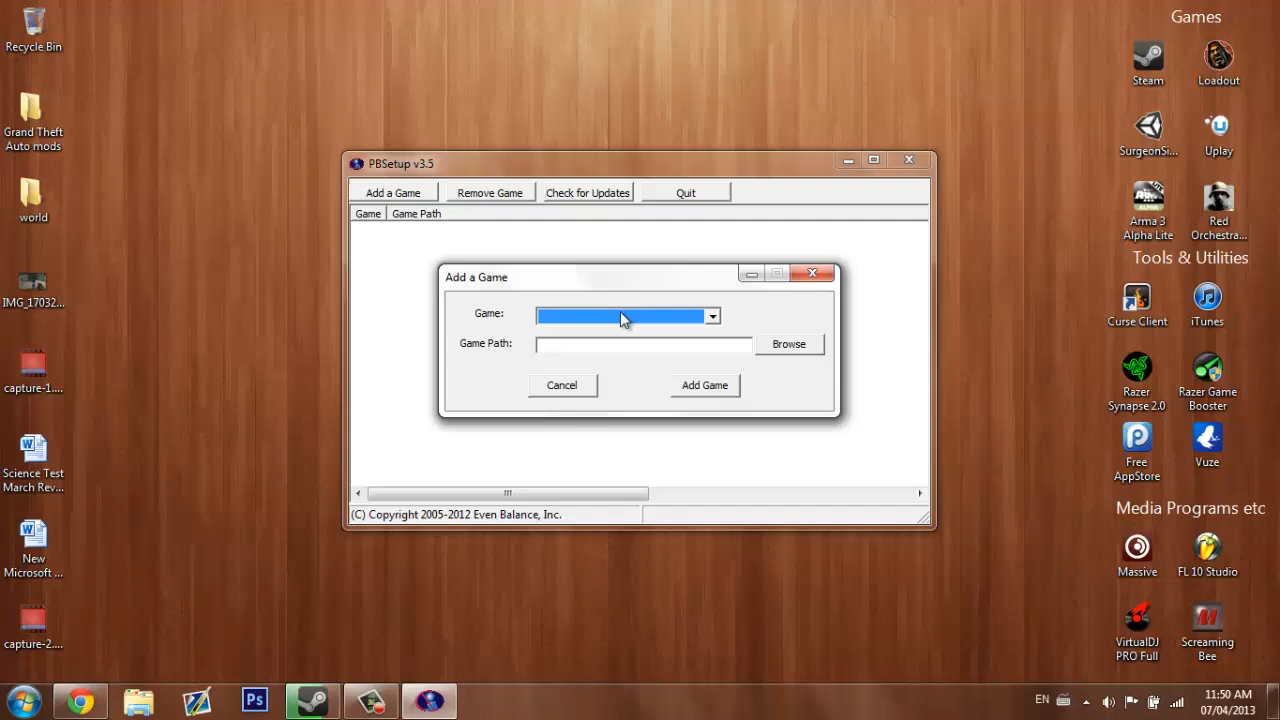 Recycle Bin
Grand Theft
Auto mods
world
IMG_17032...
capture-1....
Science Test
March Rev...
New
Microsoft ...
capture-2....
PBSetup v3.5
Add a Game
Remove Game
Check for Updates
Quit
Game
Game Path
Add a Game
Game:
Game Path:
Browse
Cancel
Add Game
(C) Copyright 2005-2012 Even Balance, Inc.
Games
Steam
Loadout
SurgeonSi...
Uplay
Arma 3
Alpha Lite
Red
Orchestra...
Tools & Utilities
Curse Client
iTunes
Razer
Synapse 2.0
Razer Game
Booster
Free
AppStore
Vuze
Media Programs etc
Massive
FL 10 Studio
VirtualDJ
PRO Full
Screaming
Bee
Ps
EN
11:50 AM
07/04/2013